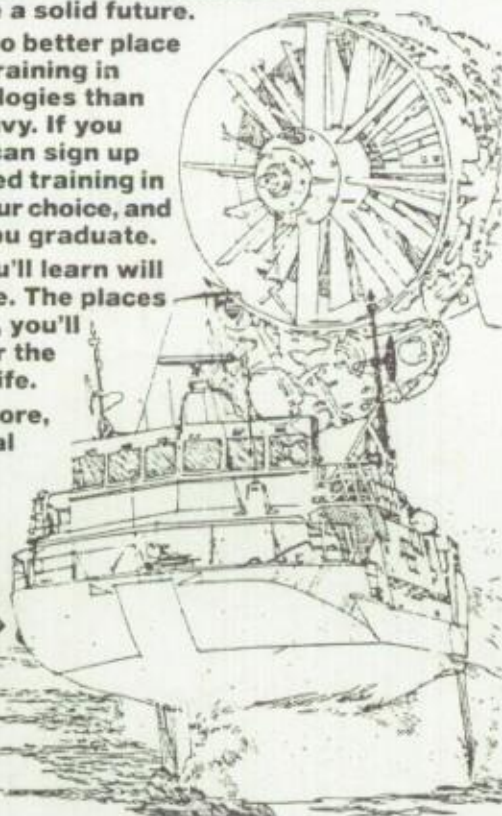 e a solid future.
o better place
raining in
logies than
vy. If you
can sign up
ed training in
ur choice, and
ou graduate.
u'll learn will
e. The places
, you'll
r the
ife.
ore,
al